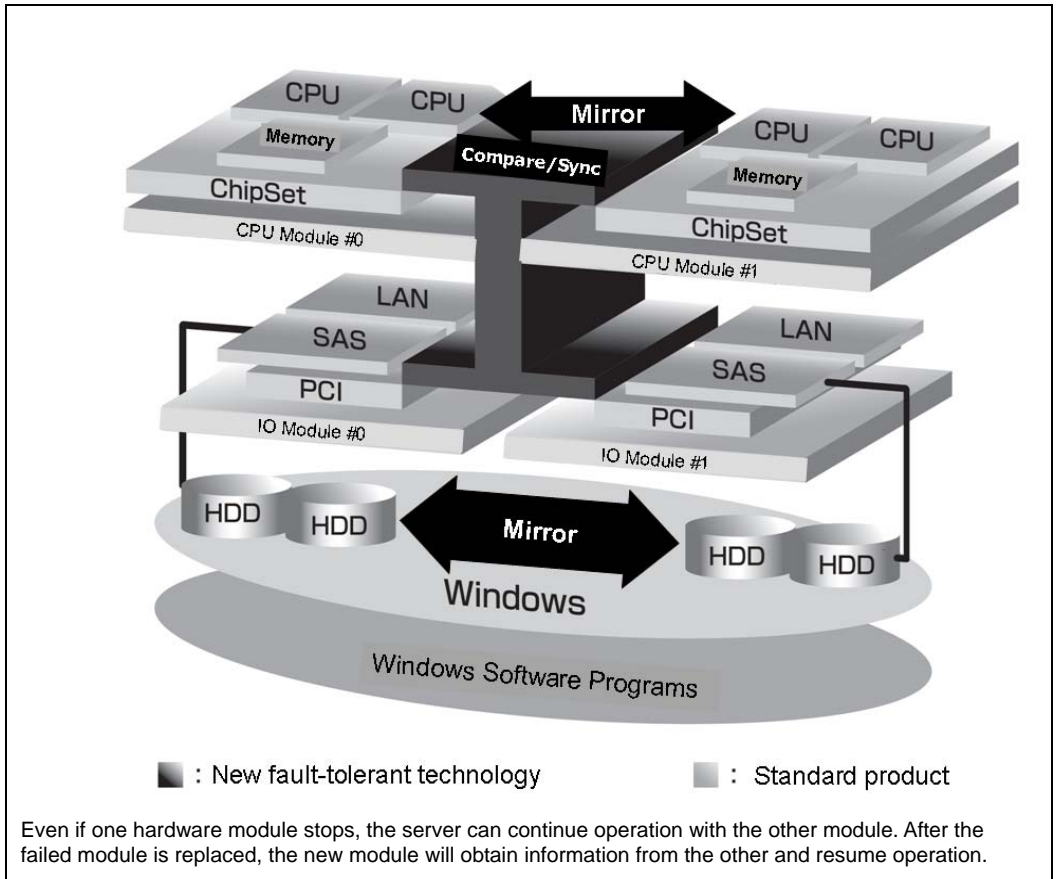 CPU
CPU
Mirror
CPU
CPU
Memory
Compare/Sync
Memory
ChipSet
ChipSet
CPU Module #0
CPU Module #1
LAN
LAN
SAS
SAS
PCI
PCI
IO Module #0
IO Module #1
HDD
HDD
Mirror
HDD
HDD
Windows
Windows Software Programs
: New fault-tolerant technology
: Standard product
Even if one hardware module stops, the server can continue operation with the other module. After the
failed module is replaced, the new module will obtain information from the other and resume operation.